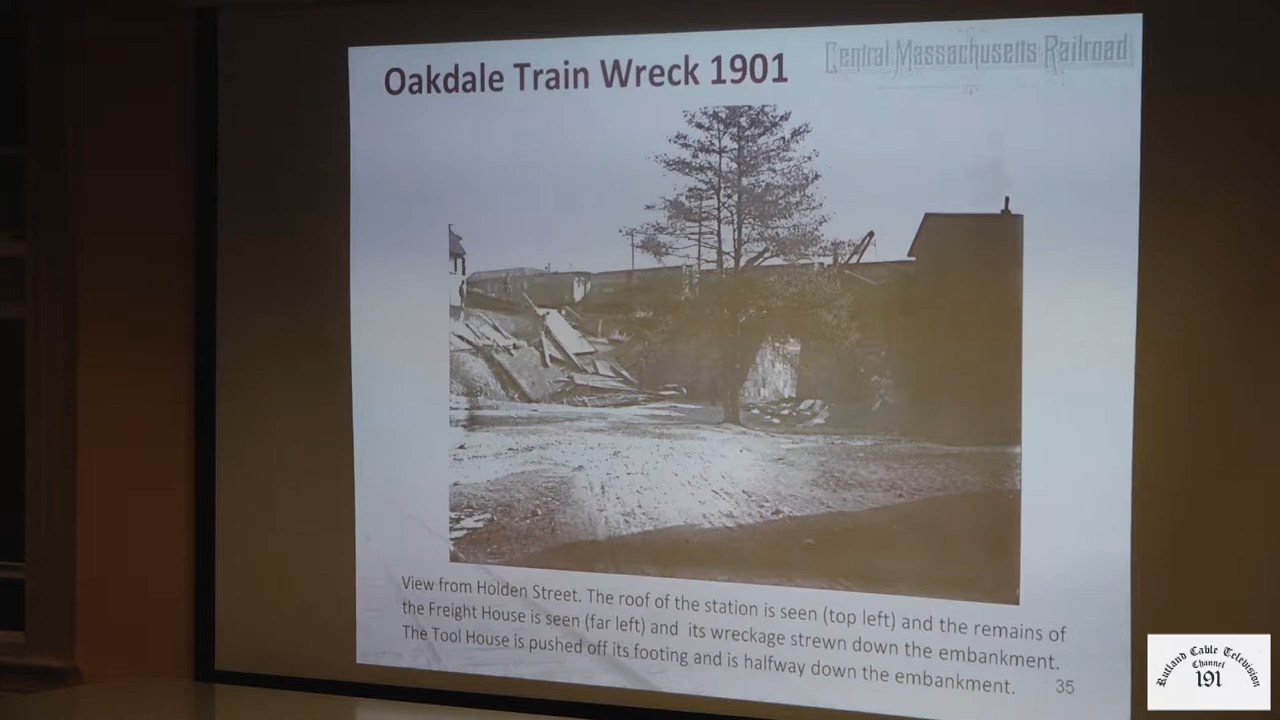 Oakdale Train Wreck 1901
Central Massachusetts Railroad
View from Holden Street. The roof of the station is seen (top left) and the remains of
the Freight House is seen (far left) and its wreckage strewn down the embankment.
The Tool House is pushed off its footing and is halfway down the embankment.
35
Rutland Cable Television
Channel
191